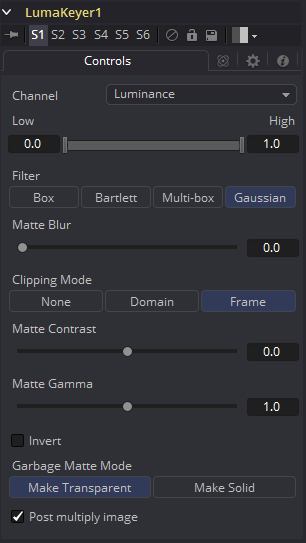 LumaKeyer1
S1 S2 S3 S4 S5 S6
Controls
Channel Luminance
Low High
0.0 1.0
Filter
Box Bartlett Multi-box Gaussian
Matte Blur
0.0
Clipping Mode
None Domain Frame
Matte Contrast
0.0
Matte Gamma
1.0
Invert
Garbage Matte Mode
Make Transparent Make Solid
Post multiply image